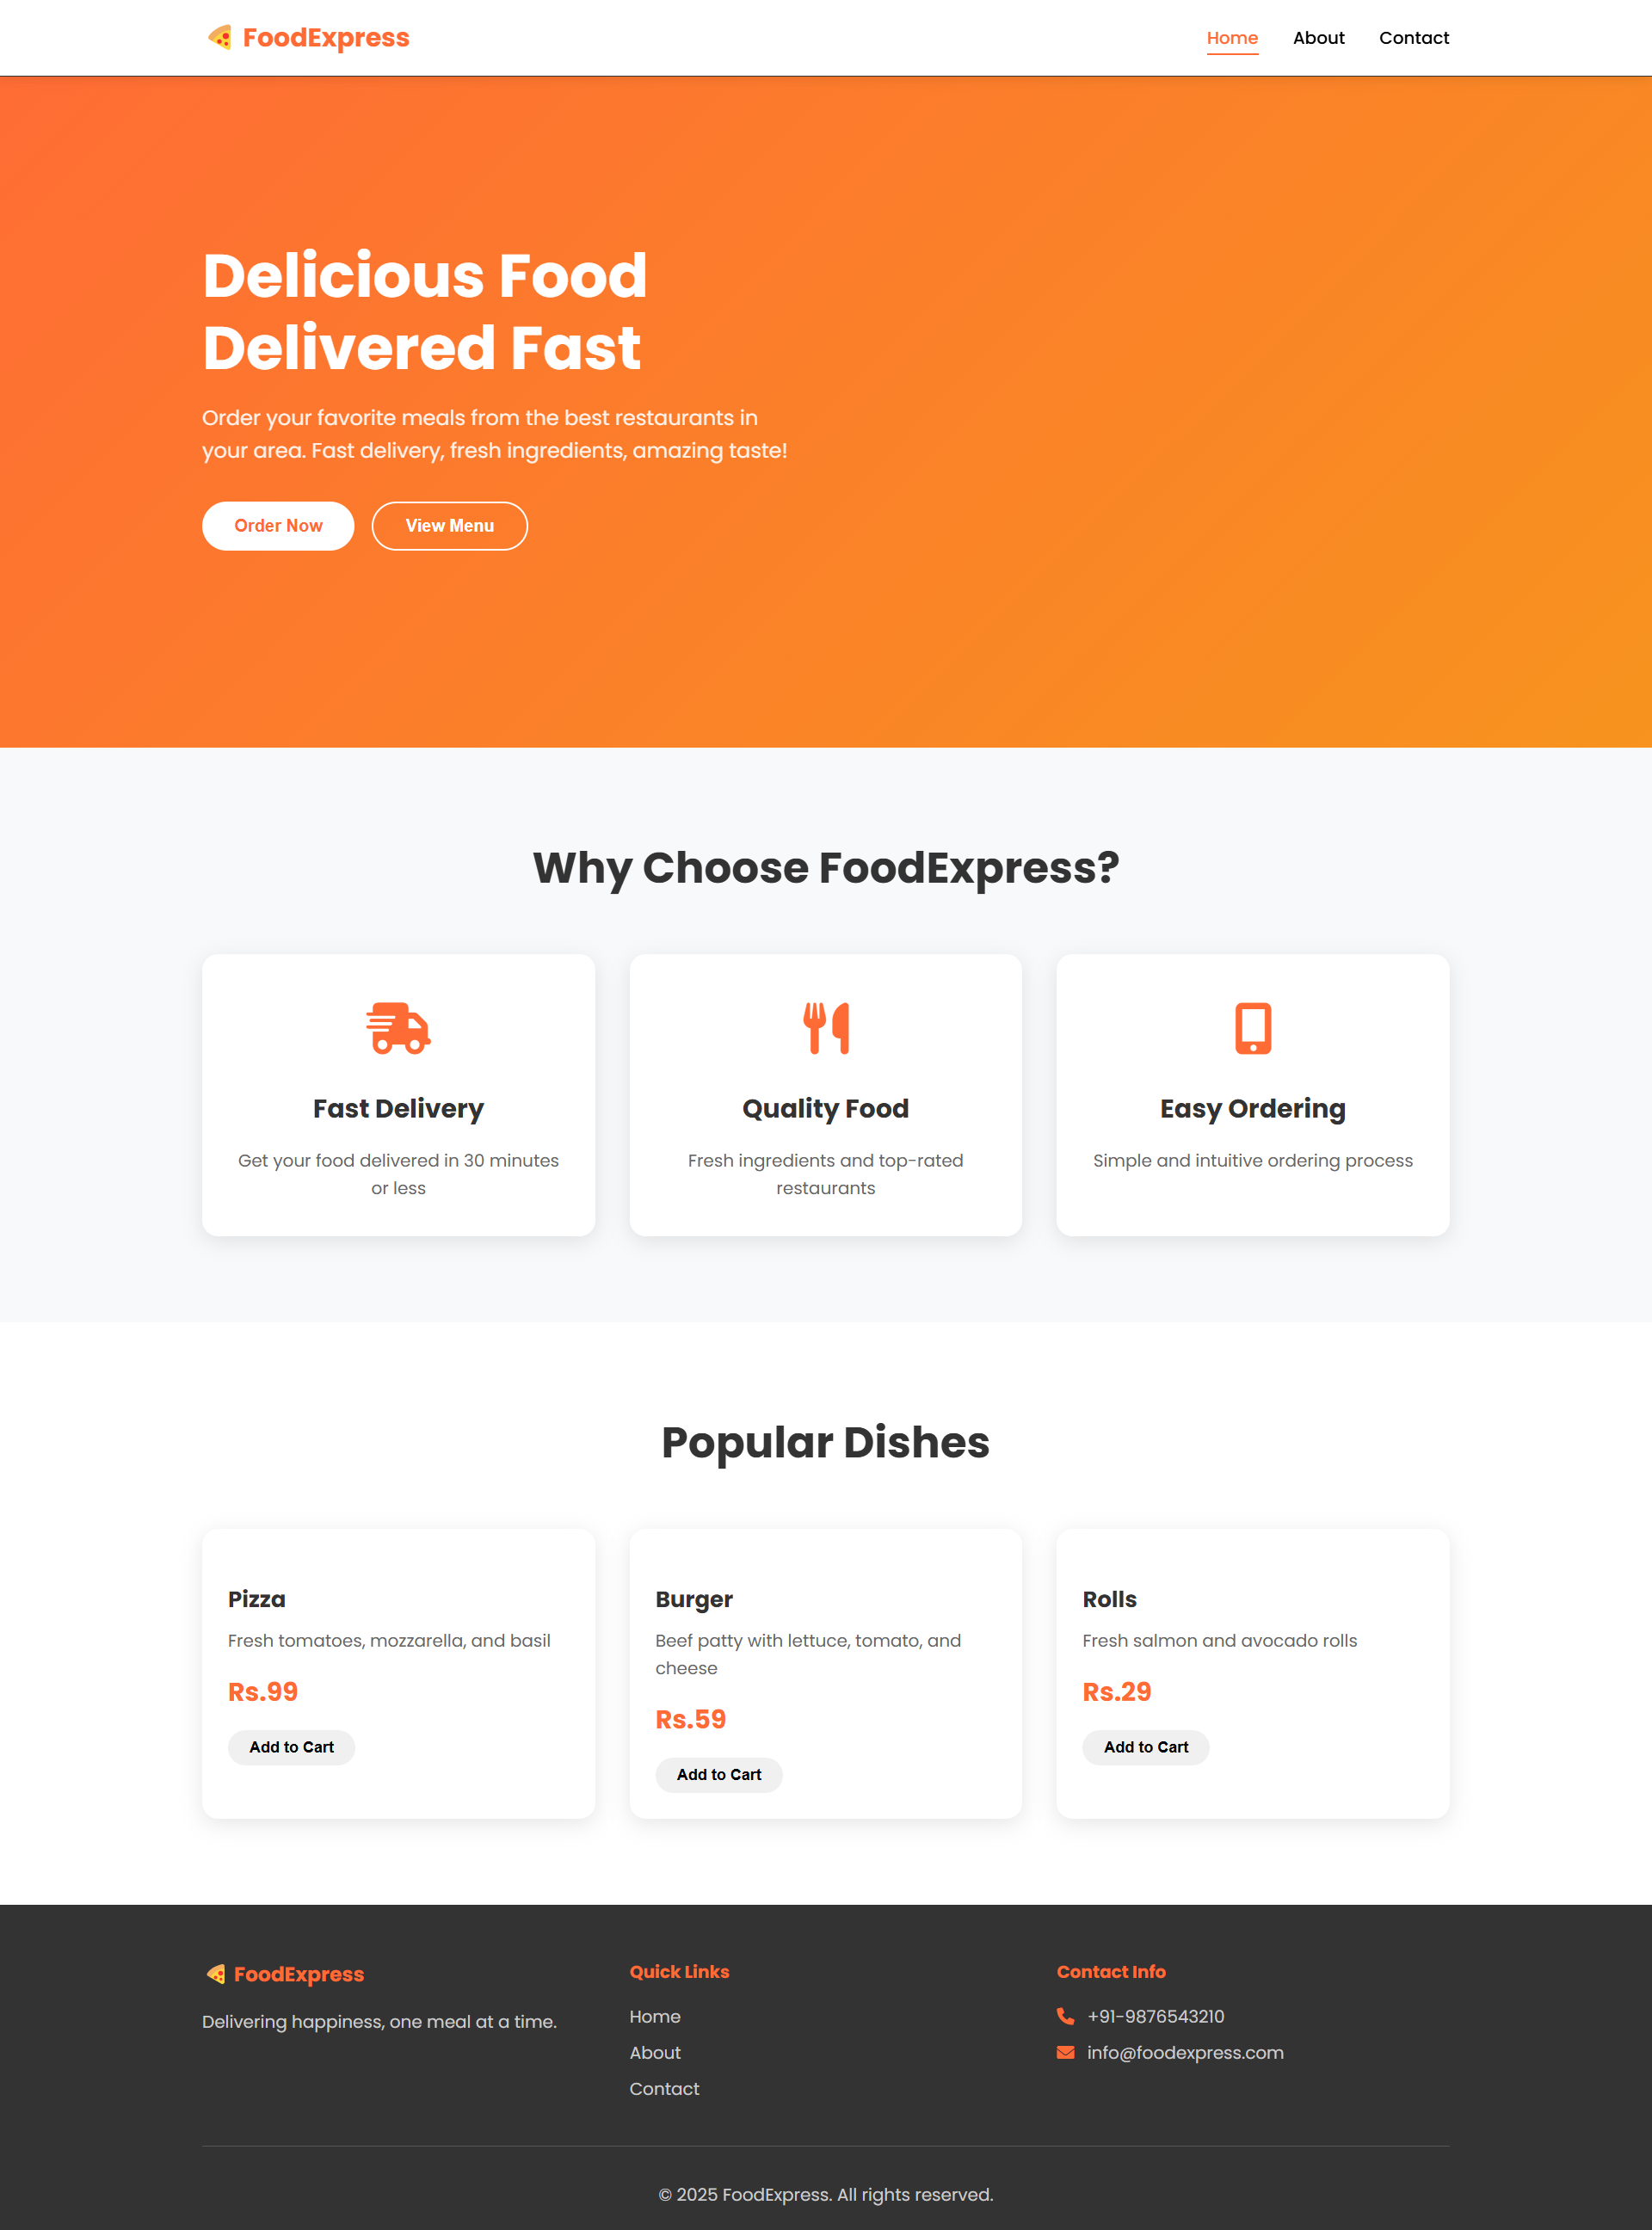 FoodExpress
Home About Contact
Delicious Food
Delivered Fast
Order your favorite meals from the best restaurants in
your area. Fast delivery, fresh ingredients, amazing taste!
Order Now View Menu
Why Choose FoodExpress?
Fast Delivery
Get your food delivered in 30 minutes
or less
Quality Food
Fresh ingredients and top-rated
restaurants
Easy Ordering
Simple and intuitive ordering process
Popular Dishes
Pizza
Fresh tomatoes, mozzarella, and basil
Rs.99
Add to Cart
Burger
Beef patty with lettuce, tomato, and
cheese
Rs.59
Add to Cart
Rolls
Fresh salmon and avocado rolls
Rs.29
Add to Cart
FoodExpress
Delivering happiness, one meal at a time.
Quick Links
Home
About
Contact
Contact Info
+91-9876543210
info@foodexpress.com
© 2025 FoodExpress. All rights reserved.